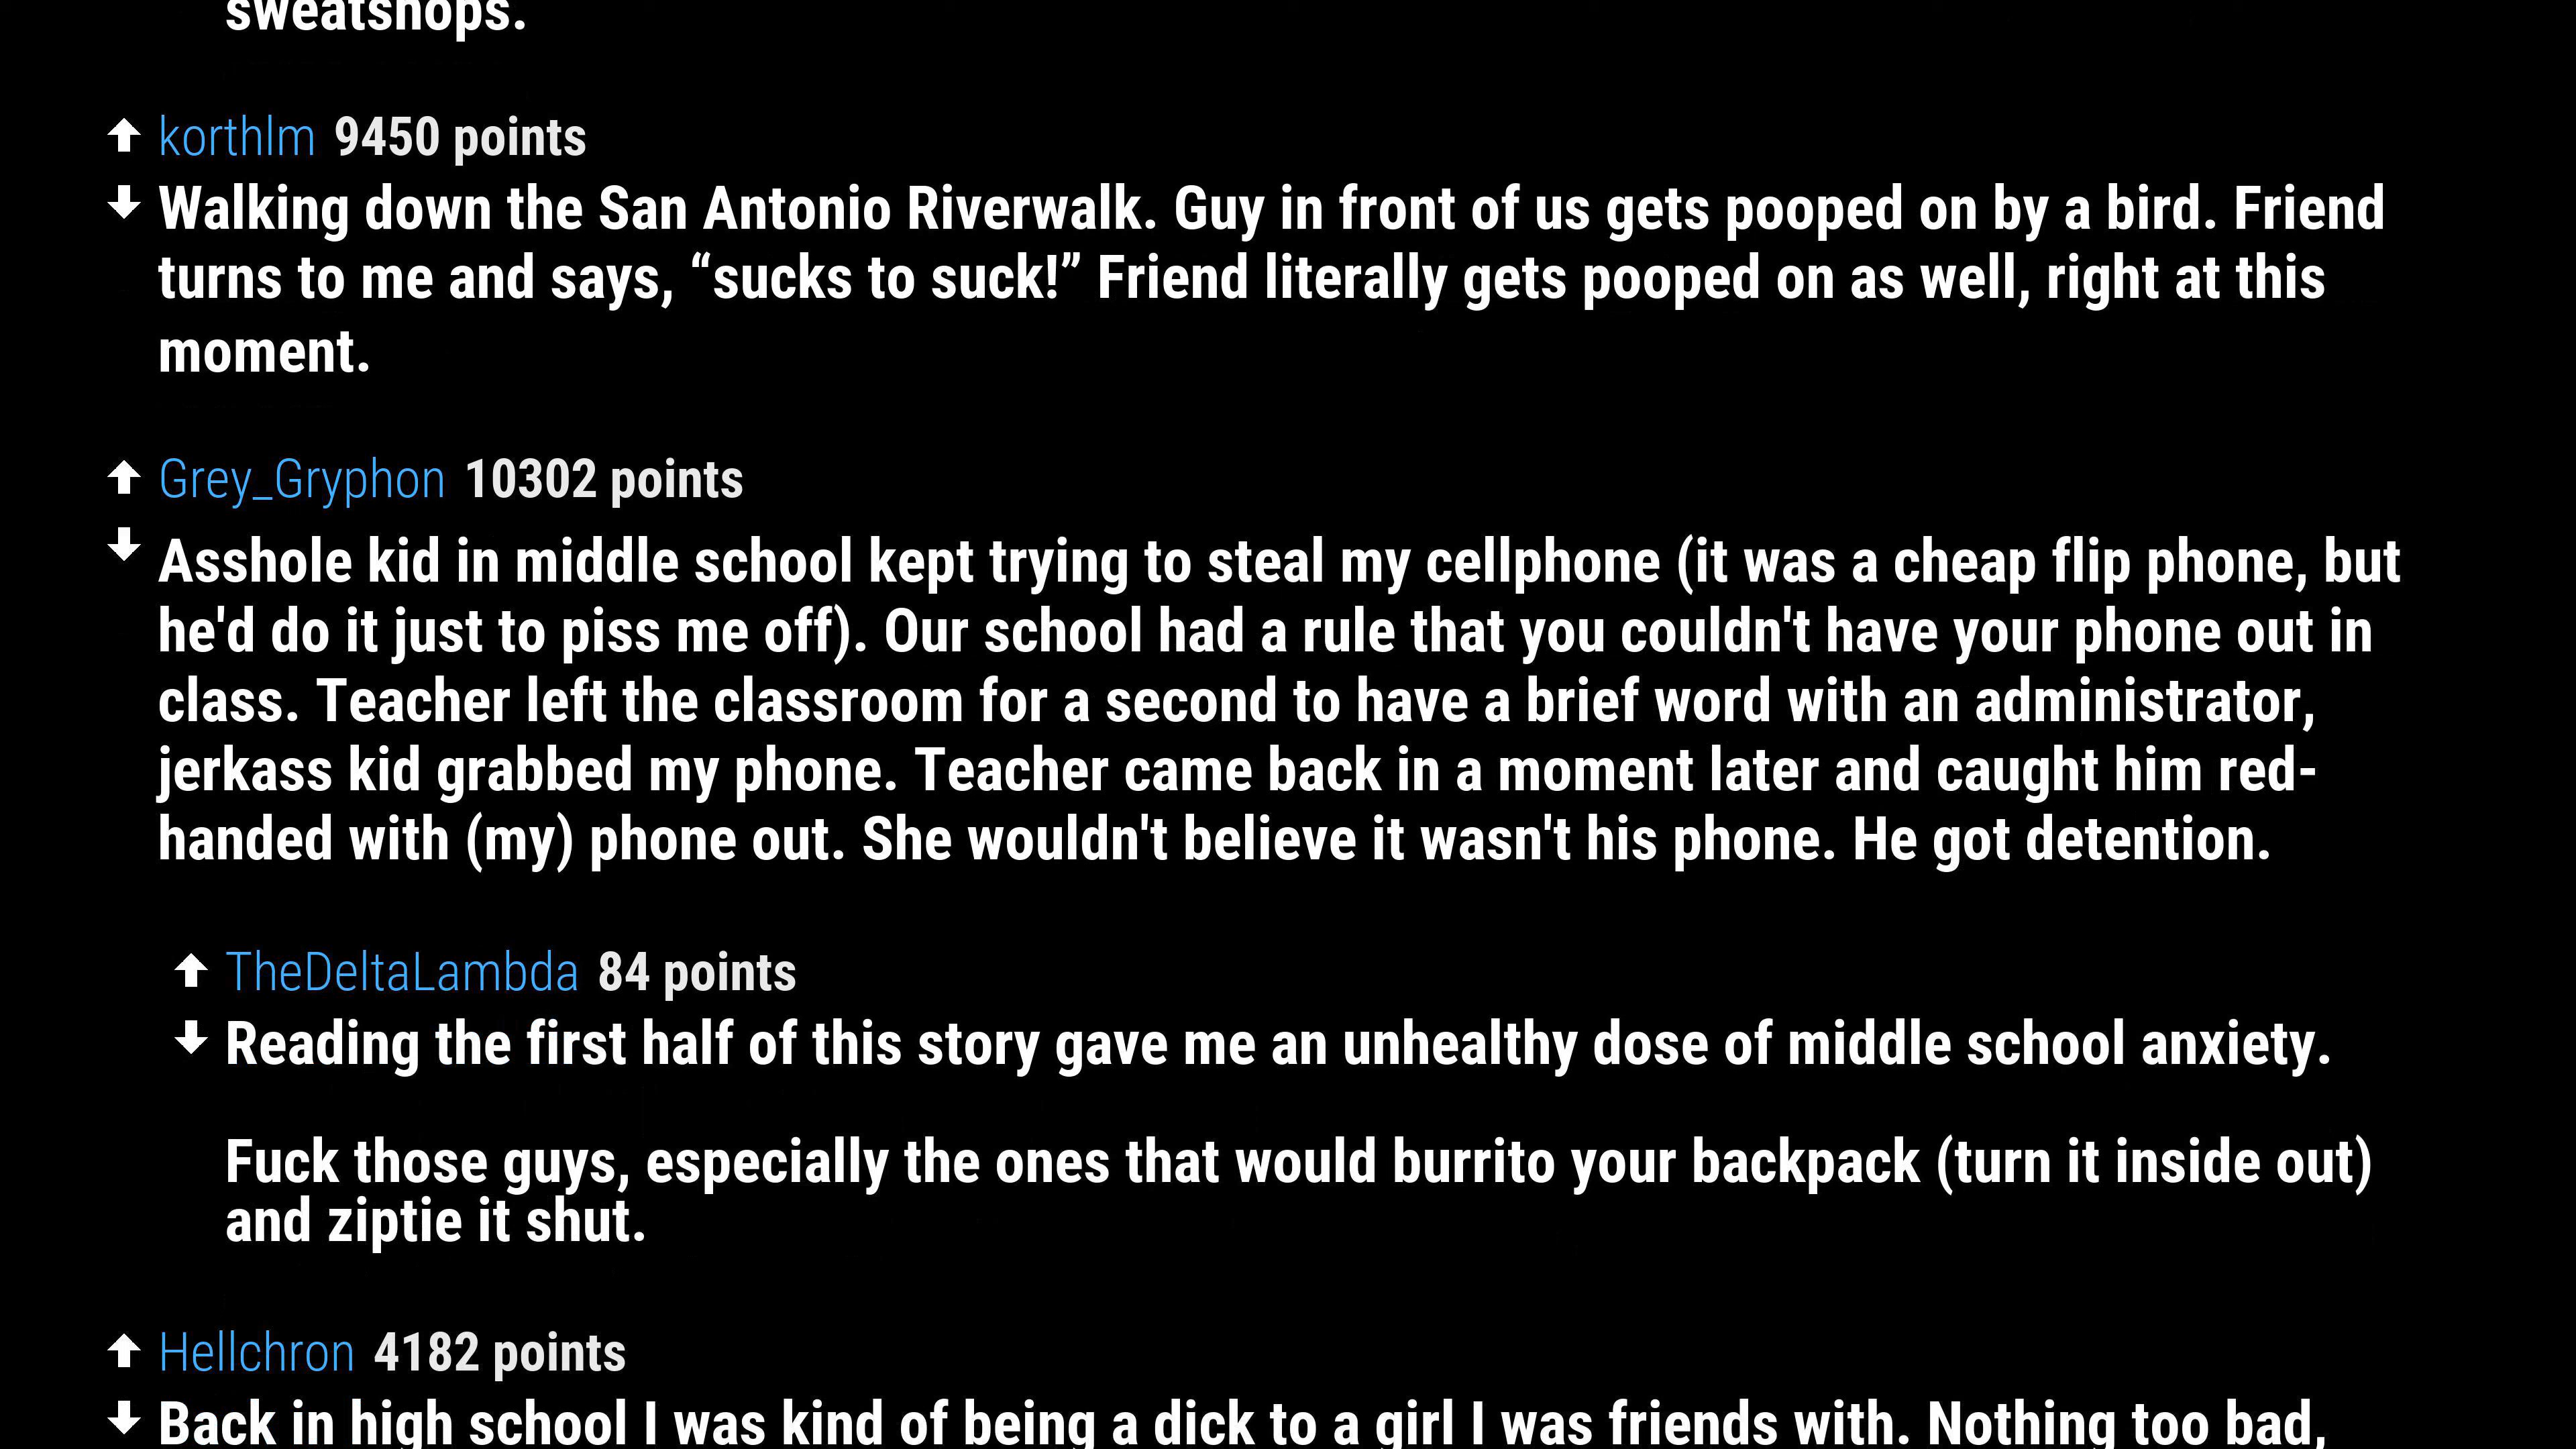 sweatshops.
korthlm 9450 points
Walking down the San Antonio Riverwalk. Guy in front of us gets pooped on by a bird. Friend
turns to me and says, “sucks to suck!” Friend literally gets pooped on as well, right at this
moment.
Grey_Gryphon 10302 points
Asshole kid in middle school kept trying to steal my cellphone (it was a cheap flip phone, but
he'd do it just to piss me off). Our school had a rule that you couldn't have your phone out in
class. Teacher left the classroom for a second to have a brief word with an administrator,
jerkass kid grabbed my phone. Teacher came back in a moment later and caught him red-
handed with (my) phone out. She wouldn't believe it wasn't his phone. He got detention.
TheDeltaLambda 84 points
Reading the first half of this story gave me an unhealthy dose of middle school anxiety.
Fuck those guys, especially the ones that would burrito your backpack (turn it inside out)
and ziptie it shut.
Hellchron 4182 points
Back in high school I was kind of being a dick to a girl I was friends with. Nothing too bad,